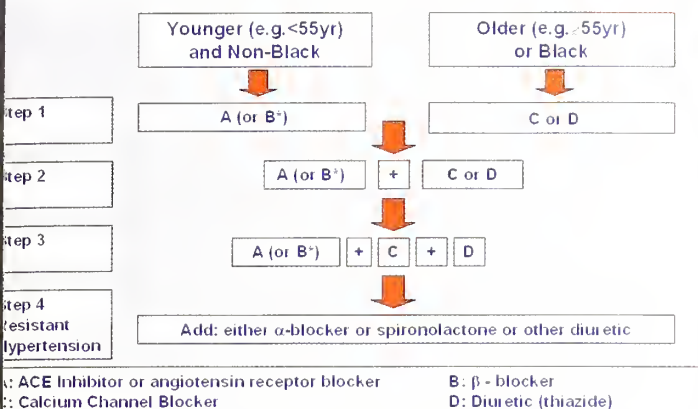 Younger (e.g.<55yr)
and Non-Black
Older (e.g.≥55yr)
or Black
tep 1
A (or B*)
C or D
tep 2
A (or B*)
+
C or D
tep 3
A (or B*)
+
C
+
D
tep 4
esistant
ypertension
Add: either α-blocker or spironolactone or other diuretic
: ACE Inhibitor or angiotensin receptor blocker
B: β - blocker
: Calcium Channel Blocker
D: Diuretic (thiazide)